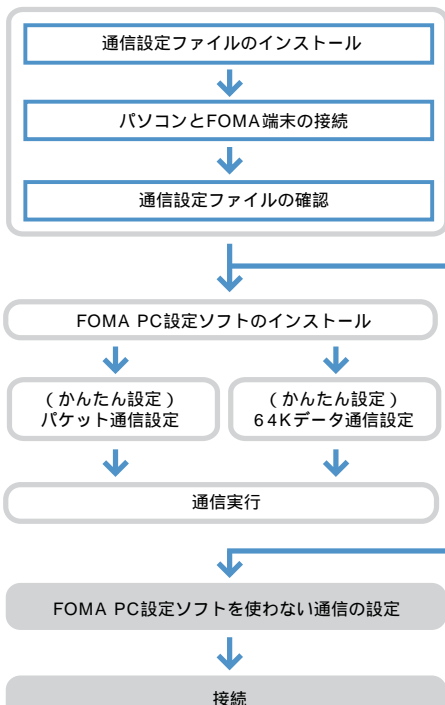 通信設定ファイルのインストール
パソコンとFOMA端末の接続
通信設定ファイルの確認
FOMA PC設定ソフトのインストール
(かんたん設定)
パケット通信設定
(かんたん設定)
64Kデータ通信設定
通信実行
FOMA PC設定ソフトを使わない通信の設定
接続